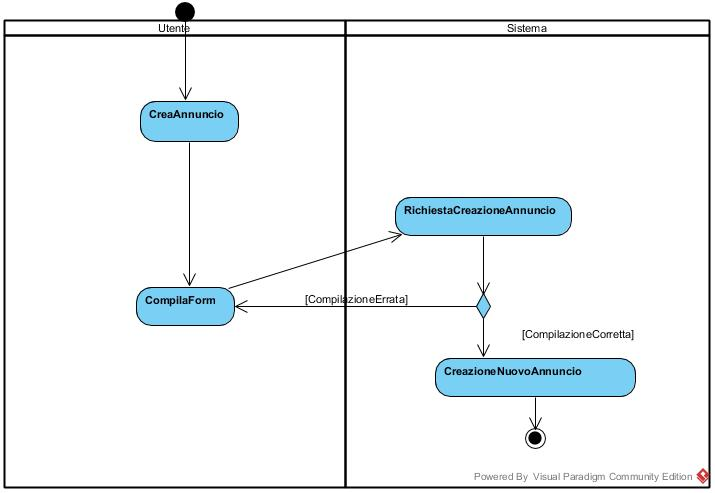 Utente
Sistema
CreaAnnuncio
RichiestaCreazioneAnnuncio
CompilaForm
[CompilazioneErrata]
[CompilazioneCorretta]
CreazioneNuovoAnnuncio
Powered By Visual Paradigm Community Edition